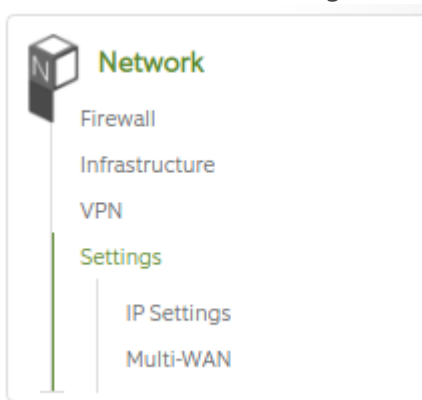 N
Network
Firewall
Infrastructure
VPN
Settings
IP Settings
Multi-WAN